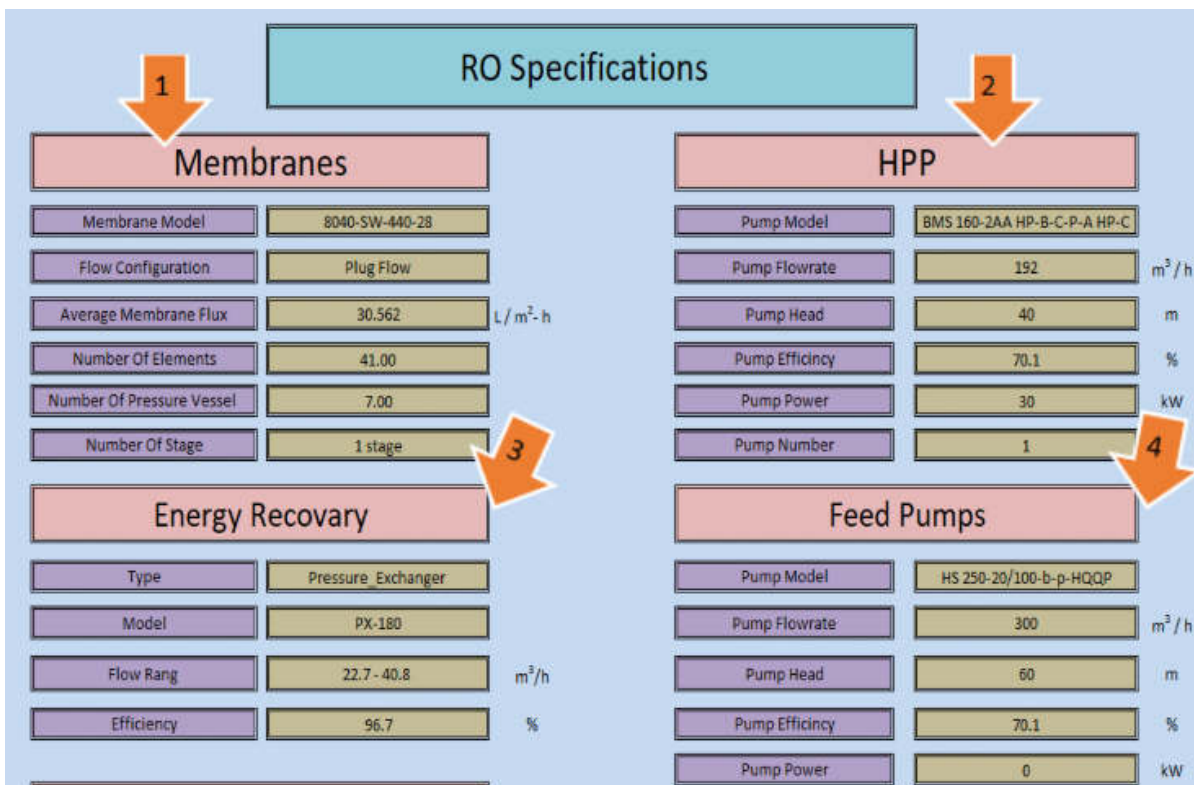 RO Specifications
1
2
Membranes
Membrane Model 8040-SW-440-28
Flow Configuration Plug Flow
Average Membrane Flux 30.562 L / m²- h
Number Of Elements 41.00
Number Of Pressure Vessel 7.00
Number Of Stage 1 stage
HPP
Pump Model BMS 160-2AA HP-B-C-P-A HP-C
Pump Flowrate 192 m³ / h
Pump Head 40 m
Pump Efficincy 70.1 %
Pump Power 30 kW
Pump Number 1
3
4
Energy Recovary
Type Pressure_Exchanger
Model PX-180
Flow Rang 22.7 - 40.8 m³/h
Efficiency 96.7 %
Feed Pumps
Pump Model HS 250-20/100-b-p-HQQP
Pump Flowrate 300 m³ / h
Pump Head 60 m
Pump Efficincy 70.1 %
Pump Power 0 kW